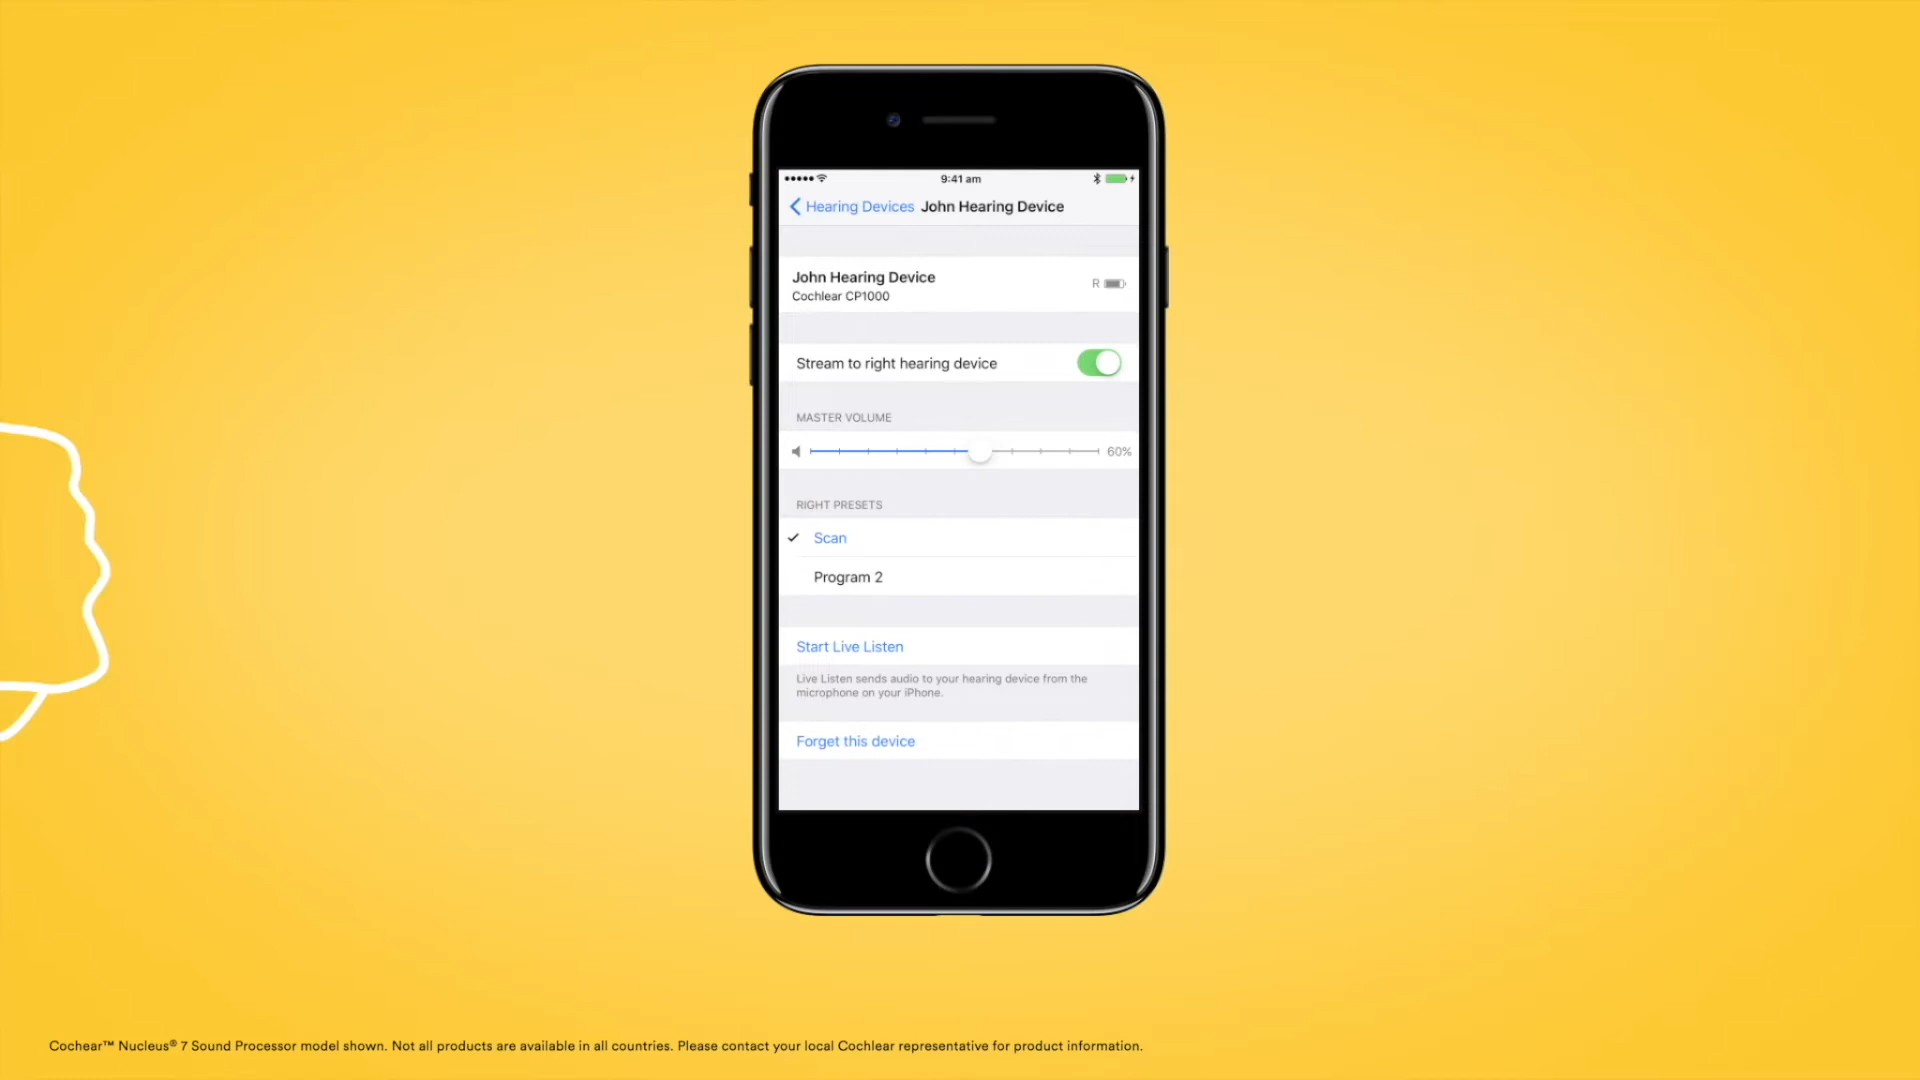 9:41 am
Hearing Devices John Hearing Device
John Hearing Device
R
Cochlear CP1000
Stream to right hearing device
MASTER VOLUME
60%
RIGHT PRESETS
Scan
Program 2
Start Live Listen
Live Listen sends audio to your hearing device from the
microphone on your iPhone.
Forget this device
Cochear™ Nucleus® 7 Sound Processor model shown. Not all products are available in all countries. Please contact your local Cochlear representative for product information.